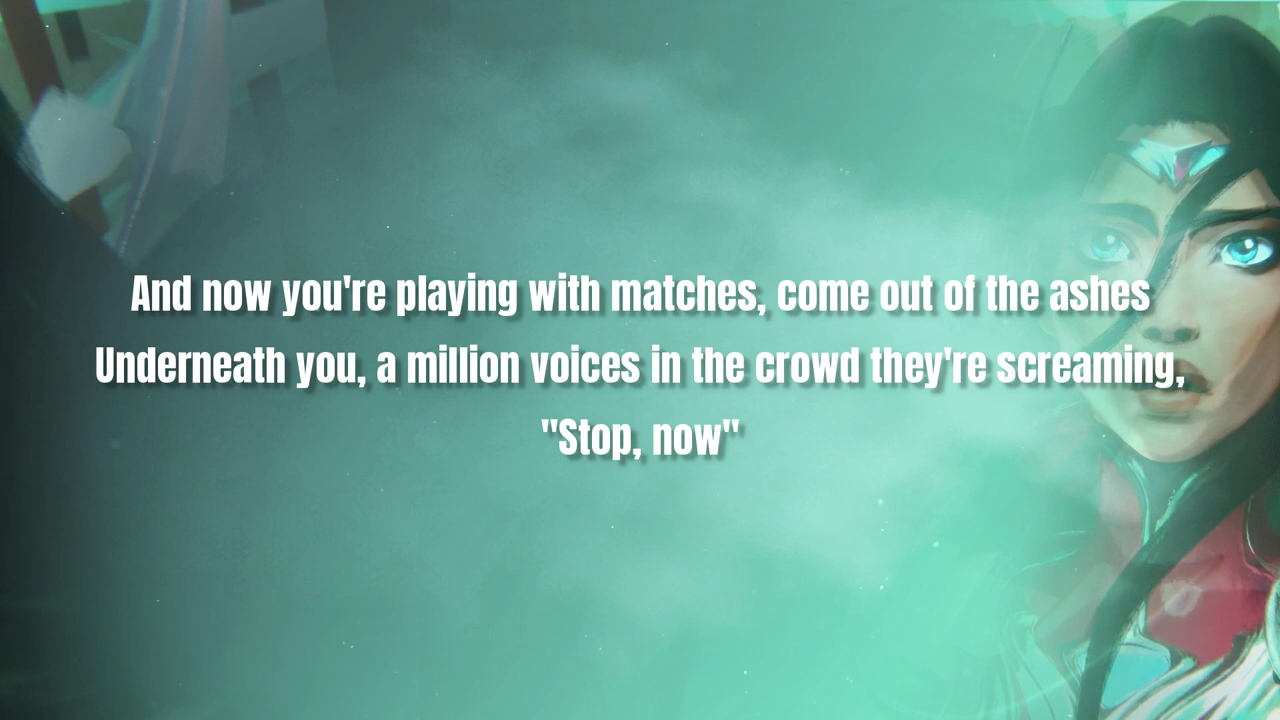 And now you're playing with matches, come out of the ashes
Underneath you, a million voices in the crowd they're screaming,
"Stop, now"